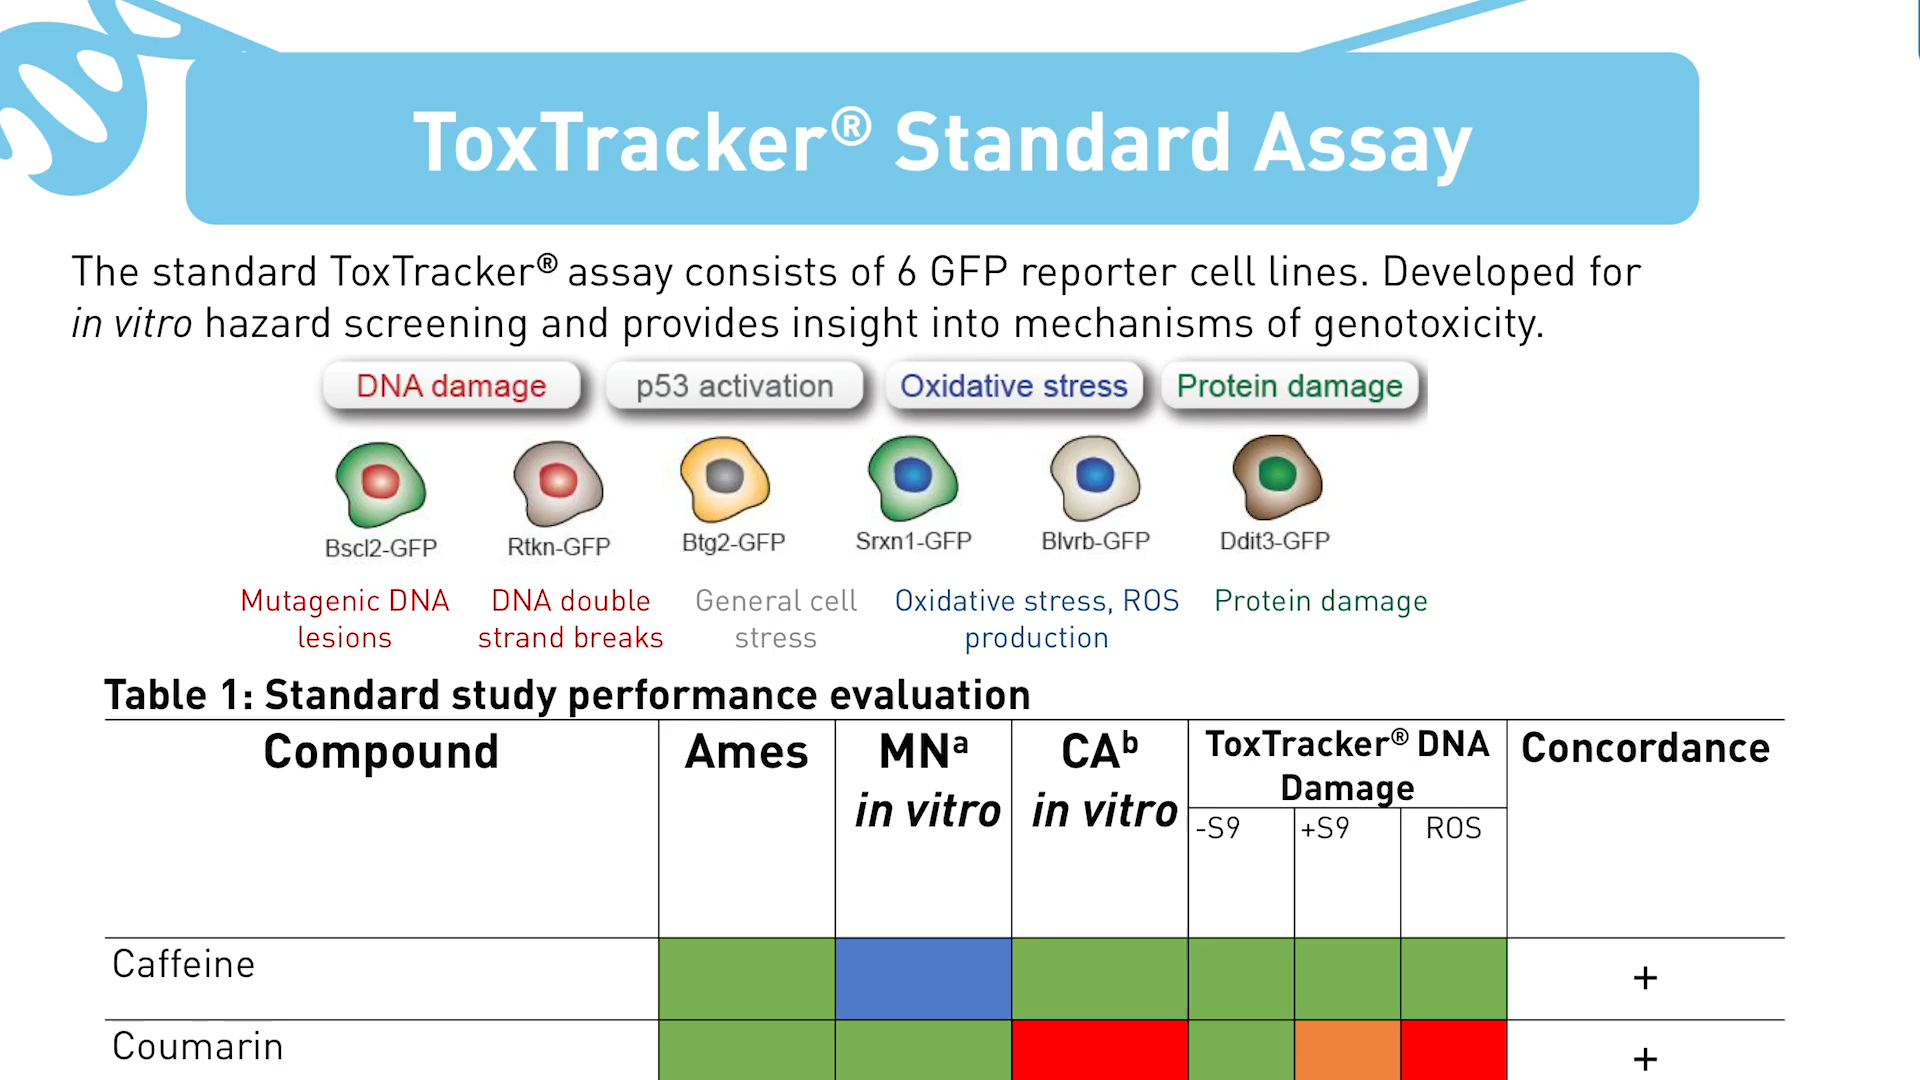 ToxTracker® Standard Assay
The standard ToxTracker® assay consists of 6 GFP reporter cell lines. Developed for
in vitro hazard screening and provides insight into mechanisms of genotoxicity.
DNA damage p53 activation Oxidative stress Protein damage
Bscl2-GFP Rtkn-GFP Btg2-GFP Srxn1-GFP Blvrb-GFP Ddit3-GFP
Mutagenic DNA DNA double General cell Oxidative stress, ROS Protein damage
lesions strand breaks stress production
Table 1: Standard study performance evaluation
Compound Ames MNᵃ CAᵇ ToxTracker® DNA Concordance
in vitro in vitro Damage
-S9 +S9 ROS
Caffeine +
Coumarin +